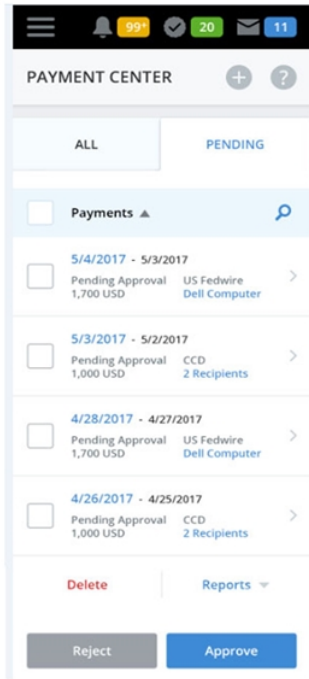 99+ 20 11
PAYMENT CENTER + ?
ALL PENDING
Payments ▲
5/4/2017 - 5/3/2017
Pending Approval US Fedwire
1,700 USD Dell Computer
5/3/2017 - 5/2/2017
Pending Approval CCD
1,000 USD 2 Recipients
4/28/2017 - 4/27/2017
Pending Approval US Fedwire
1,700 USD Dell Computer
4/26/2017 - 4/25/2017
Pending Approval CCD
1,000 USD 2 Recipients
Delete Reports
Reject Approve